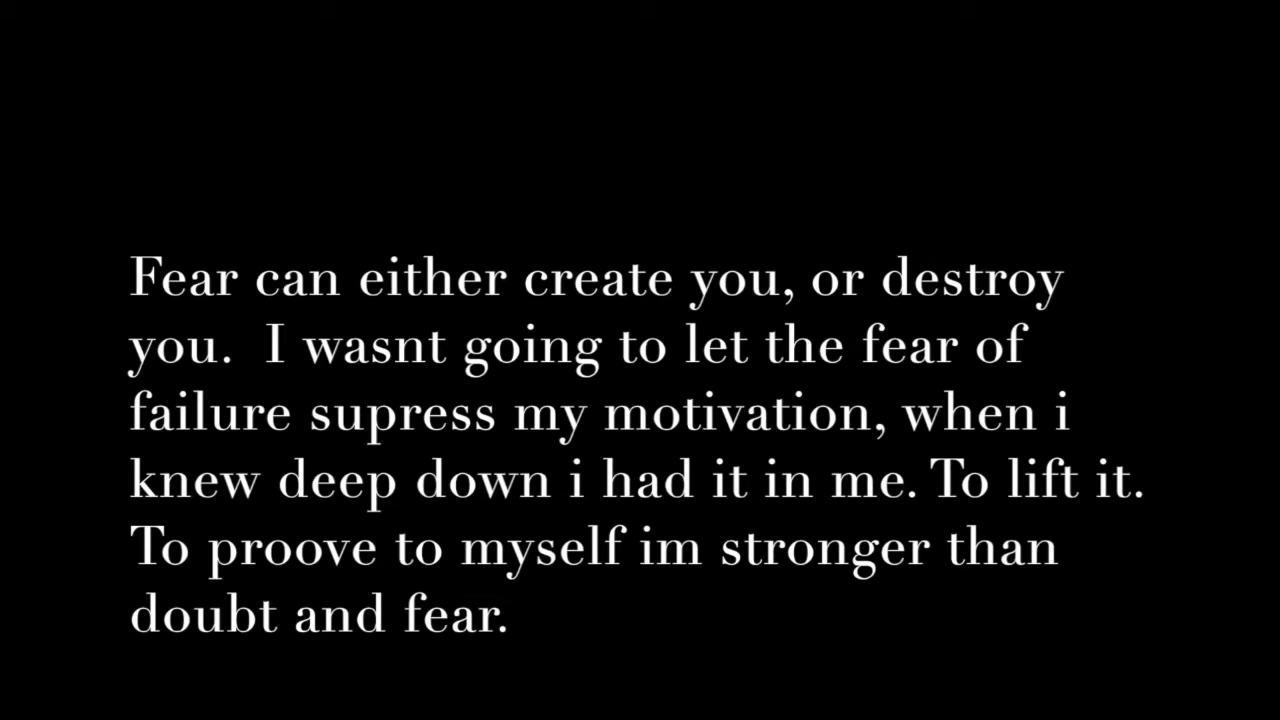 Fear can either create you, or destroy
you.  I wasnt going to let the fear of
failure supress my motivation, when i
knew deep down i had it in me. To lift it.
To proove to myself im stronger than
doubt and fear.